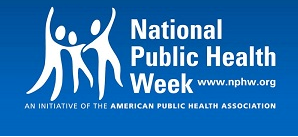 National
Public Health
Week www.nphw.org
AN INITIATIVE OF THE AMERICAN PUBLIC HEALTH ASSOCIATION